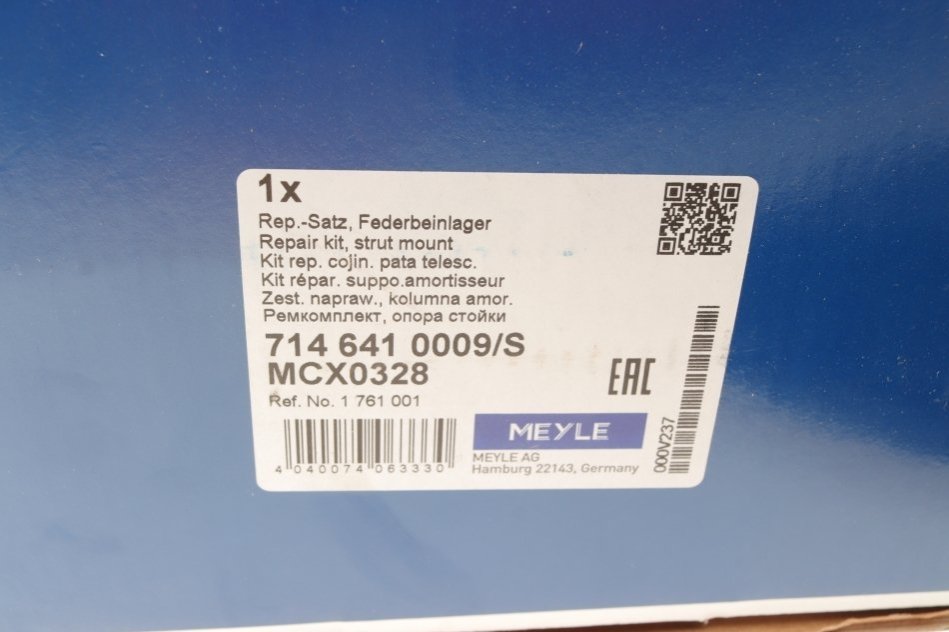 1x
Rep.-Satz, Federbeinlager
Repair kit, strut mount
Kit rep. cojin. pata telesc.
Kit répar. suppo.amortisseur
Zest. napraw., kolumna amor.
Ремкомплект, опора стойки
714 641 0009/S
MCX0328
Ref. No. 1 761 001
EAC
4 040074 063330
MEYLE
MEYLE AG
Hamburg 22143, Germany
000V237